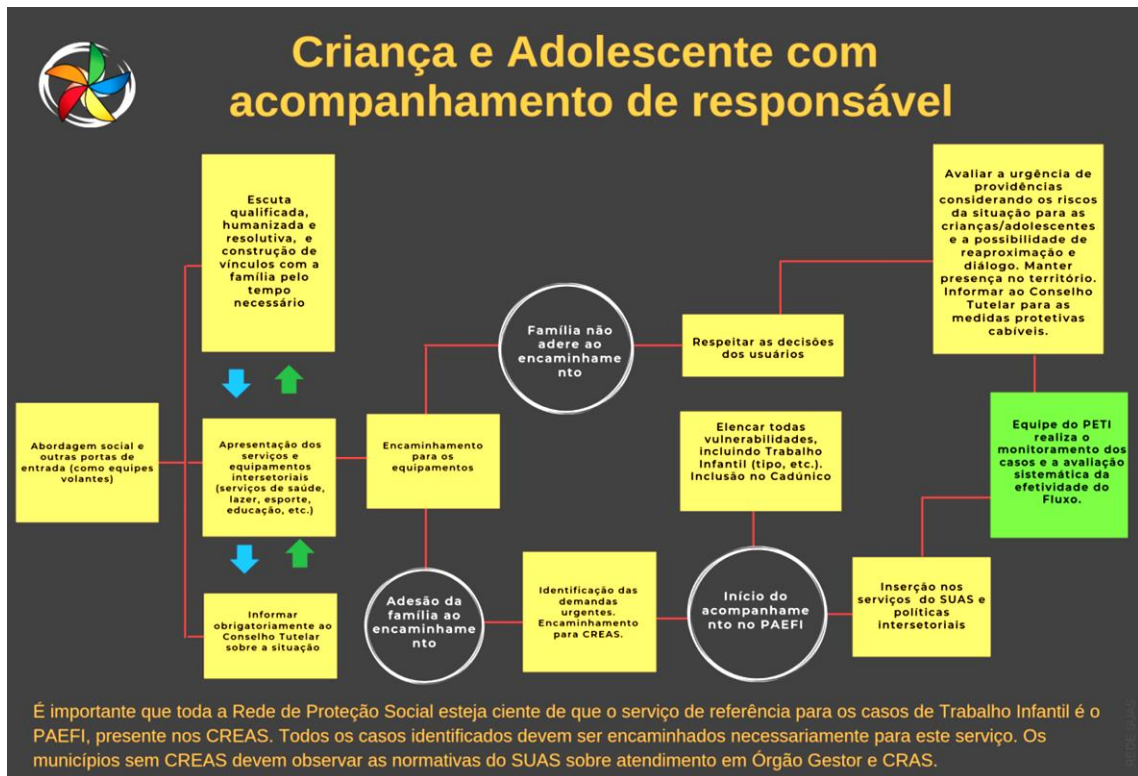 Criança e Adolescente com
acompanhamento de responsável
Abordagem social e
outras portas de
entrada (como equipes
volantes)
Escuta
qualificada,
humanizada e
resolutiva, e
construção de
vínculos com a
família pelo
tempo
necessário
Apresentação dos
serviços e
equipamentos
intersetoriais
(serviços de saúde,
lazer, esporte,
educação, etc.)
Informar
obrigatoriamente ao
Conselho Tutelar
sobre a situação
Encaminhamento
para os
equipamentos
Família não
adere ao
encaminhame
nto
Respeitar as decisões
dos usuários
Avaliar a urgência de
providências
considerando os riscos
da situação para as
crianças/adolescentes
e a possibilidade de
reaproximação e
diálogo. Manter
presença no território.
Informar ao Conselho
Tutelar para as
medidas protetivas
cabíveis.
Adesão da
família ao
encaminhame
nto
Identificação das
demandas
urgentes.
Encaminhamento
para CREAS.
Início do
acompanhame
nto no PAEFI
Elencar todas
vulnerabilidades,
incluindo Trabalho
Infantil (tipo, etc.).
Inclusão no Cadúnico
Inserção nos
serviços do SUAS e
políticas
intersetoriais
Equipe do PETI
realiza o
monitoramento dos
casos e a avaliação
sistemática da
efetividade do
Fluxo.
É importante que toda a Rede de Proteção Social esteja ciente de que o serviço de referência para os casos de Trabalho Infantil é o
PAEFI, presente nos CREAS. Todos os casos identificados devem ser encaminhados necessariamente para este serviço. Os
municípios sem CREAS devem observar as normativas do SUAS sobre atendimento em Órgão Gestor e CRAS.